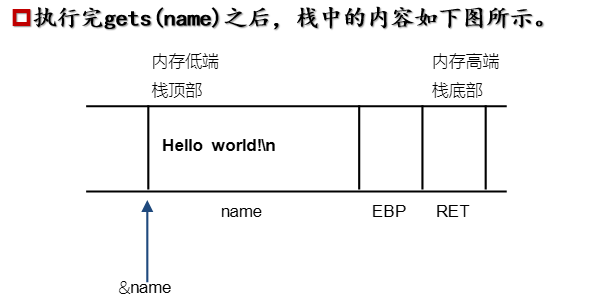 执行完gets(name)之后，栈中的内容如下图所示。
内存低端 内存高端
栈顶部 栈底部
Hello world!\n
name EBP RET
&name